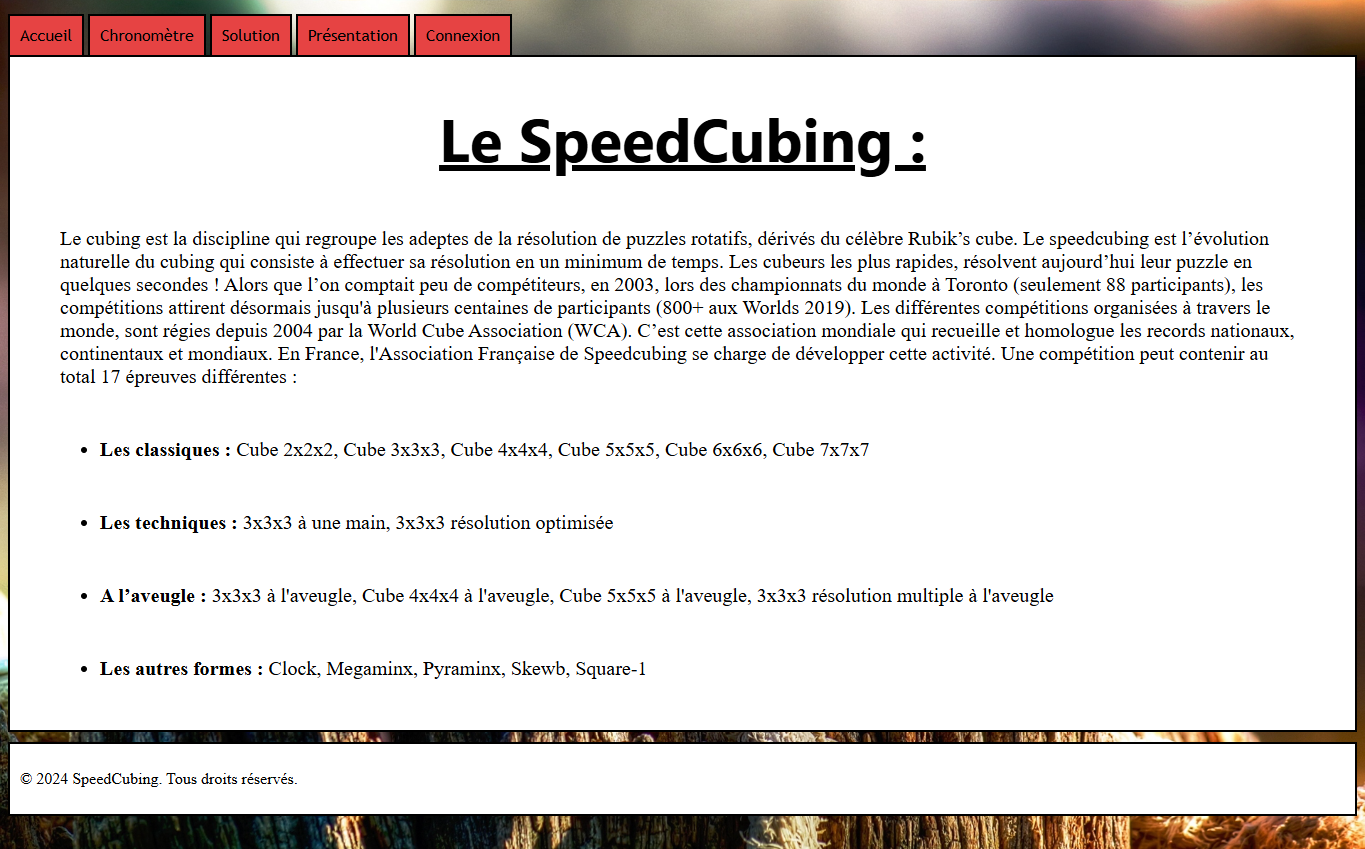 Accueil Chronomètre Solution Présentation Connexion
Le SpeedCubing :
Le cubing est la discipline qui regroupe les adeptes de la résolution de puzzles rotatifs, dérivés du célèbre Rubik’s cube. Le speedcubing est l’évolution
naturelle du cubing qui consiste à effectuer sa résolution en un minimum de temps. Les cubeurs les plus rapides, résolvent aujourd’hui leur puzzle en
quelques secondes ! Alors que l’on comptait peu de compétiteurs, en 2003, lors des championnats du monde à Toronto (seulement 88 participants), les
compétitions attirent désormais jusqu'à plusieurs centaines de participants (800+ aux Worlds 2019). Les différentes compétitions organisées à travers le
monde, sont régies depuis 2004 par la World Cube Association (WCA). C’est cette association mondiale qui recueille et homologue les records nationaux,
continentaux et mondiaux. En France, l'Association Française de Speedcubing se charge de développer cette activité. Une compétition peut contenir au
total 17 épreuves différentes :
• Les classiques : Cube 2x2x2, Cube 3x3x3, Cube 4x4x4, Cube 5x5x5, Cube 6x6x6, Cube 7x7x7
• Les techniques : 3x3x3 à une main, 3x3x3 résolution optimisée
• A l’aveugle : 3x3x3 à l'aveugle, Cube 4x4x4 à l'aveugle, Cube 5x5x5 à l'aveugle, 3x3x3 résolution multiple à l'aveugle
• Les autres formes : Clock, Megaminx, Pyraminx, Skewb, Square-1
© 2024 SpeedCubing. Tous droits réservés.